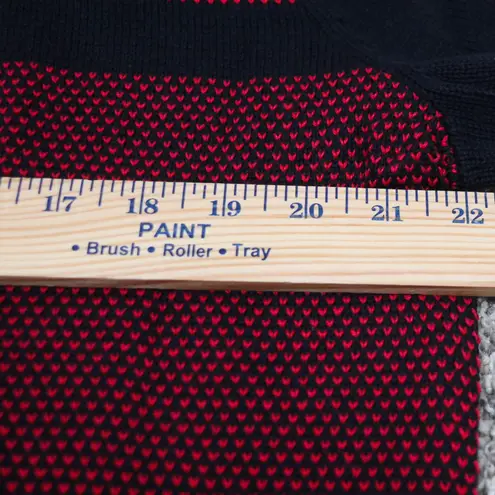 17 18 19 20 21 22
PAINT
• Brush • Roller • Tray